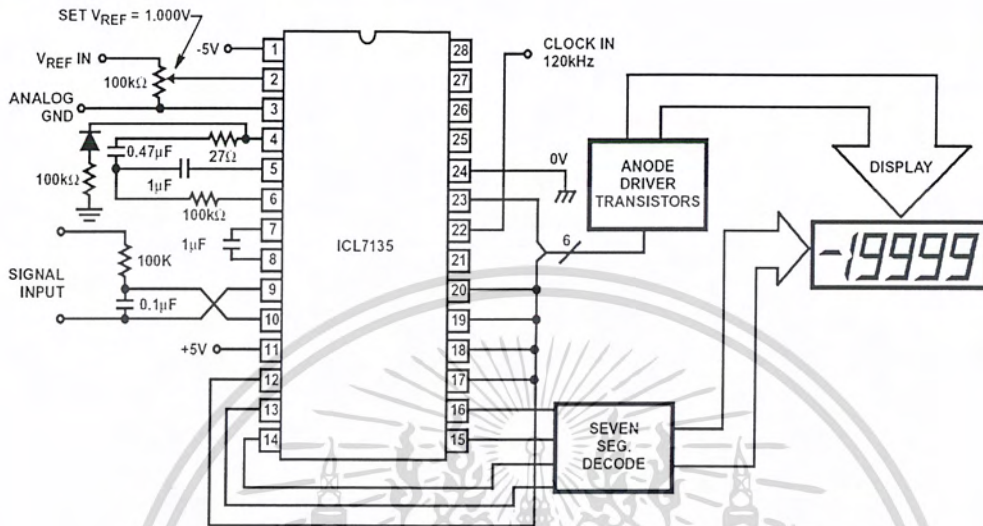 SET VREF = 1.000V
VREF IN
100kΩ
ANALOG
GND
-5V
0.47µF
27Ω
100kΩ
1µF
100kΩ
1µF
SIGNAL
INPUT
100K
0.1µF
+5V
1
2
3
4
5
6
7
8
9
10
11
12
13
14
ICL7135
28
27
26
25
24
23
22
21
20
19
18
17
16
15
CLOCK IN
120kHz
0V
6
ANODE
DRIVER
TRANSISTORS
DISPLAY
-19999
SEVEN
SEG.
DECODE